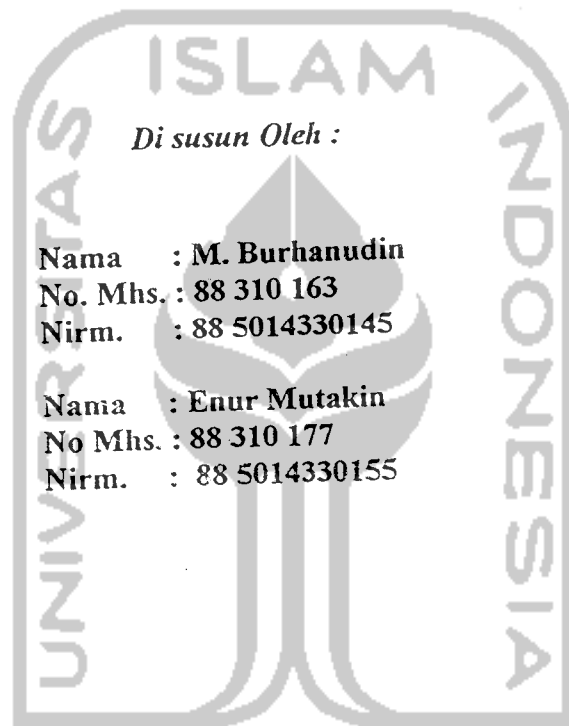 ISLAM
UNIVERSITAS
INDONESIA
Di susun Oleh :
Nama : M. Burhanudin
No. Mhs. : 88 310 163
Nirm. : 88 5014330145
Nama : Enur Mutakin
No Mhs. : 88 310 177
Nirm. : 88 5014330155